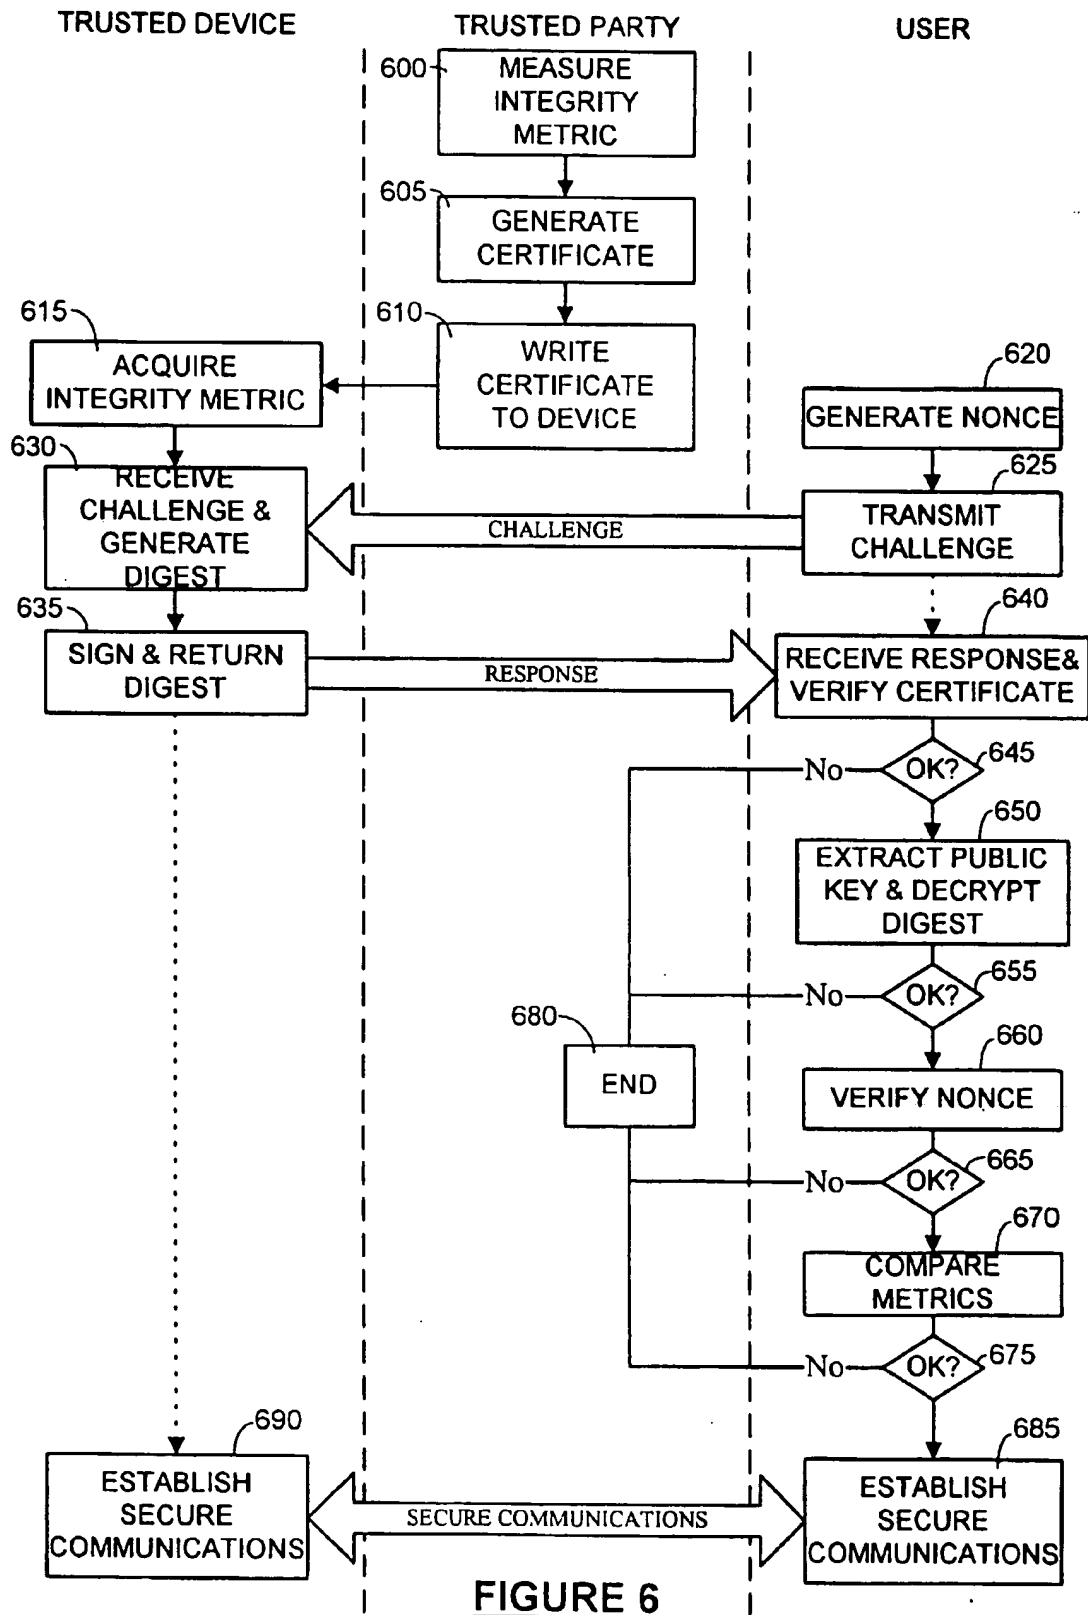 TRUSTED DEVICE
TRUSTED PARTY
USER
600
MEASURE
INTEGRITY
METRIC
605
GENERATE
CERTIFICATE
610
WRITE
CERTIFICATE
TO DEVICE
615
ACQUIRE
INTEGRITY METRIC
620
GENERATE NONCE
625
TRANSMIT
CHALLENGE
CHALLENGE
630
RECEIVE
CHALLENGE &
GENERATE
DIGEST
635
SIGN & RETURN
DIGEST
RESPONSE
640
RECEIVE RESPONSE&
VERIFY CERTIFICATE
No
OK?
645
650
EXTRACT PUBLIC
KEY & DECRYPT
DIGEST
No
OK?
655
680
END
660
VERIFY NONCE
No
OK?
665
670
COMPARE
METRICS
No
OK?
675
690
ESTABLISH
SECURE
COMMUNICATIONS
SECURE COMMUNICATIONS
685
ESTABLISH
SECURE
COMMUNICATIONS
FIGURE 6